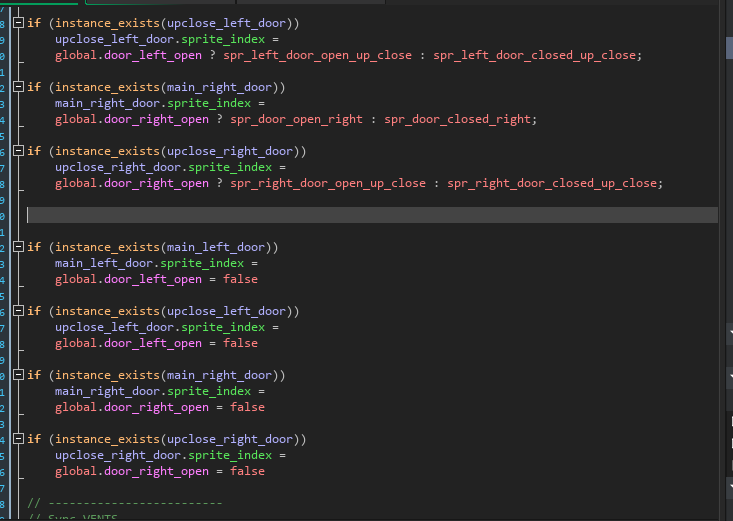 if (instance_exists(upclose_left_door))
upclose_left_door.sprite_index =
global.door_left_open ? spr_left_door_open_up_close : spr_left_door_closed_up_close;
if (instance_exists(main_right_door))
main_right_door.sprite_index =
global.door_right_open ? spr_door_open_right : spr_door_closed_right;
if (instance_exists(upclose_right_door))
upclose_right_door.sprite_index =
global.door_right_open ? spr_right_door_open_up_close : spr_right_door_closed_up_close;
if (instance_exists(main_left_door))
main_left_door.sprite_index =
global.door_left_open = false
if (instance_exists(upclose_left_door))
upclose_left_door.sprite_index =
global.door_left_open = false
if (instance_exists(main_right_door))
main_right_door.sprite_index =
global.door_right_open = false
if (instance_exists(upclose_right_door))
upclose_right_door.sprite_index =
global.door_right_open = false
// -------------------------
// Sync VENTS